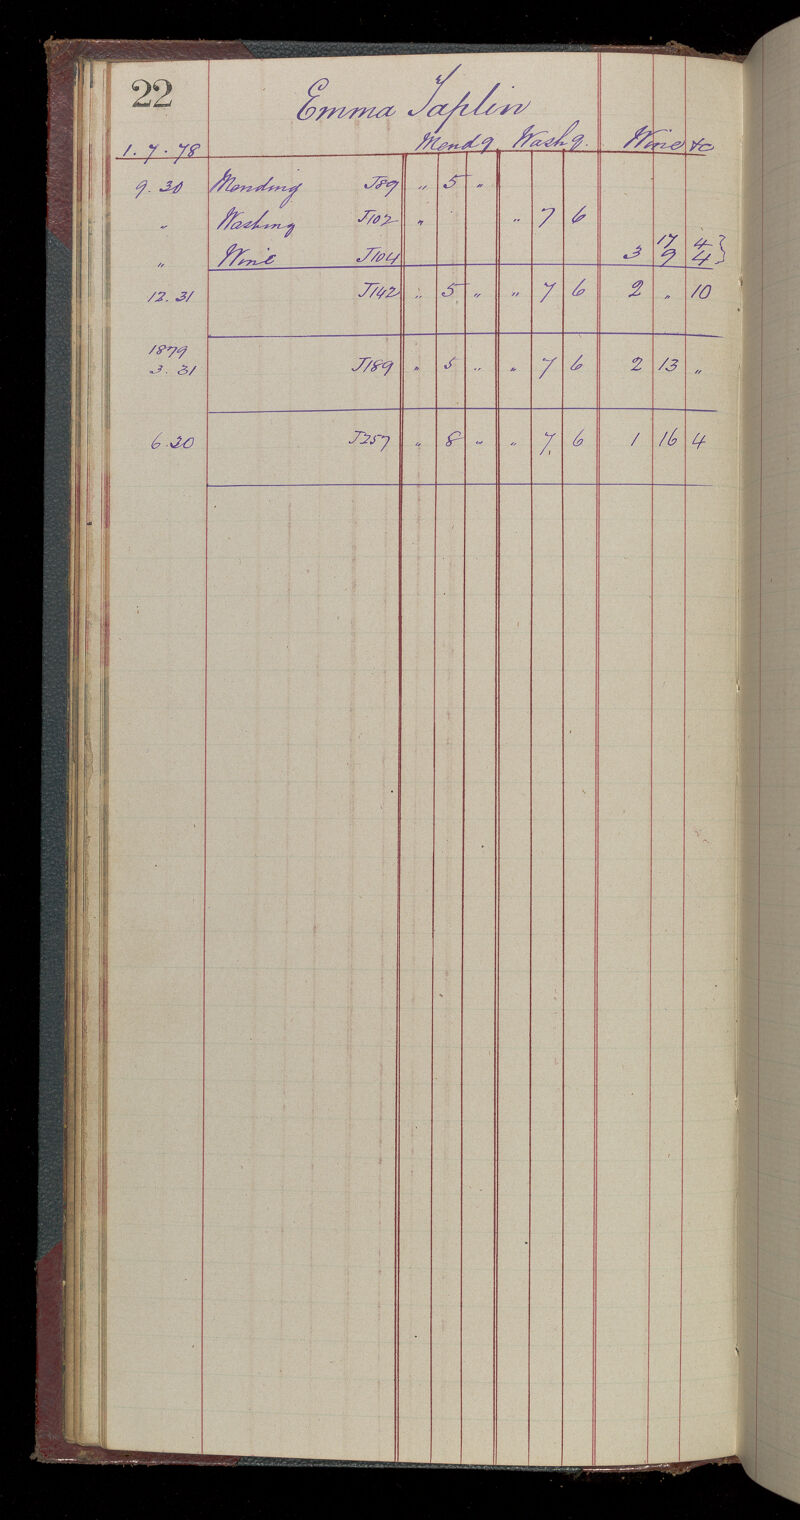 22
Emma Taplin
1.7.78 Mendg Washg. Wine &c
9.30 Mending J89 " 5 "
" Washing J102 " " 7 6
17 4
" Wine J104 3 9 4 }
12.31 J142 " 5 " " 7 6 2 " 10
1879
3.31 J189 " 5 " " 7 6 2 13 "
6.30 J257 " 8 " " 7 6 1 16 4